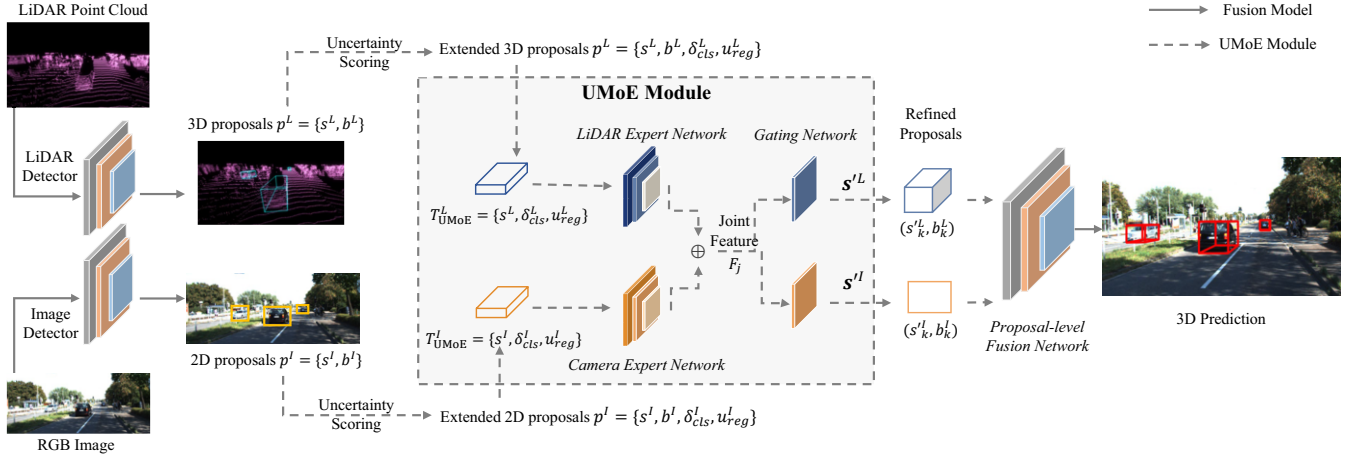 LiDAR Point Cloud
Uncertainty
Scoring
Extended 3D proposals p^L = {s^L, b^L, δ^L_cls, u^L_reg}
Fusion Model
UMoE Module
UMoE Module
3D proposals p^L = {s^L, b^L}
LiDAR
Detector
LiDAR Expert Network
Gating Network
Refined
Proposals
T^L_UMoE = {s^L, δ^L_cls, u^L_reg}
s'^L
(s'^L_k, b^L_k)
Joint
Feature
F_j
⊕
Image
Detector
s'^I
T^I_UMoE = {s^I, δ^I_cls, u^I_reg}
(s'^I_k, b^I_k)
Camera Expert Network
Proposal-level
Fusion Network
3D Prediction
2D proposals p^I = {s^I, b^I}
Uncertainty
Scoring
Extended 2D proposals p^I = {s^I, b^I, δ^I_cls, u^I_reg}
RGB Image